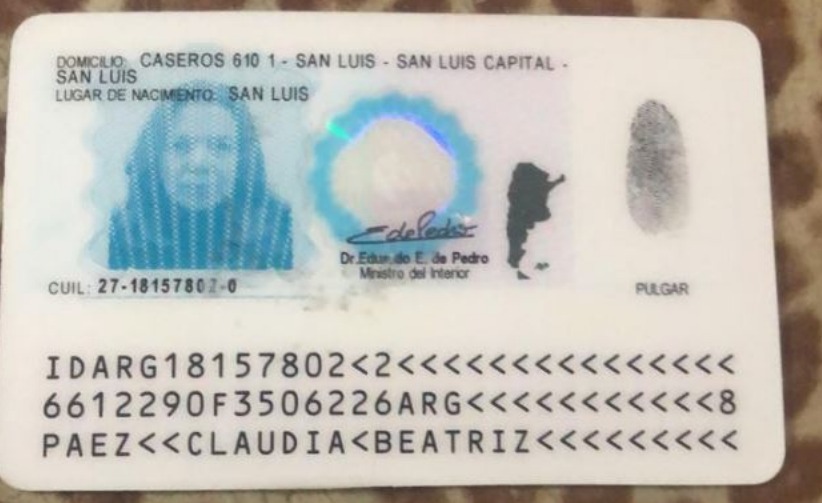 DOMICILIO: CASEROS 610 1 - SAN LUIS - SAN LUIS CAPITAL -
SAN LUIS
LUGAR DE NACIMIENTO: SAN LUIS
Dr. Eduardo E. de Pedro
Ministro del Interior
CUIL: 27-18157802-0
PULGAR
IDARG18157802<2<<<<<<<<<<<<<<<
6612290F3506226ARG<<<<<<<<<<<8
PAEZ<<CLAUDIA<BEATRIZ<<<<<<<<<